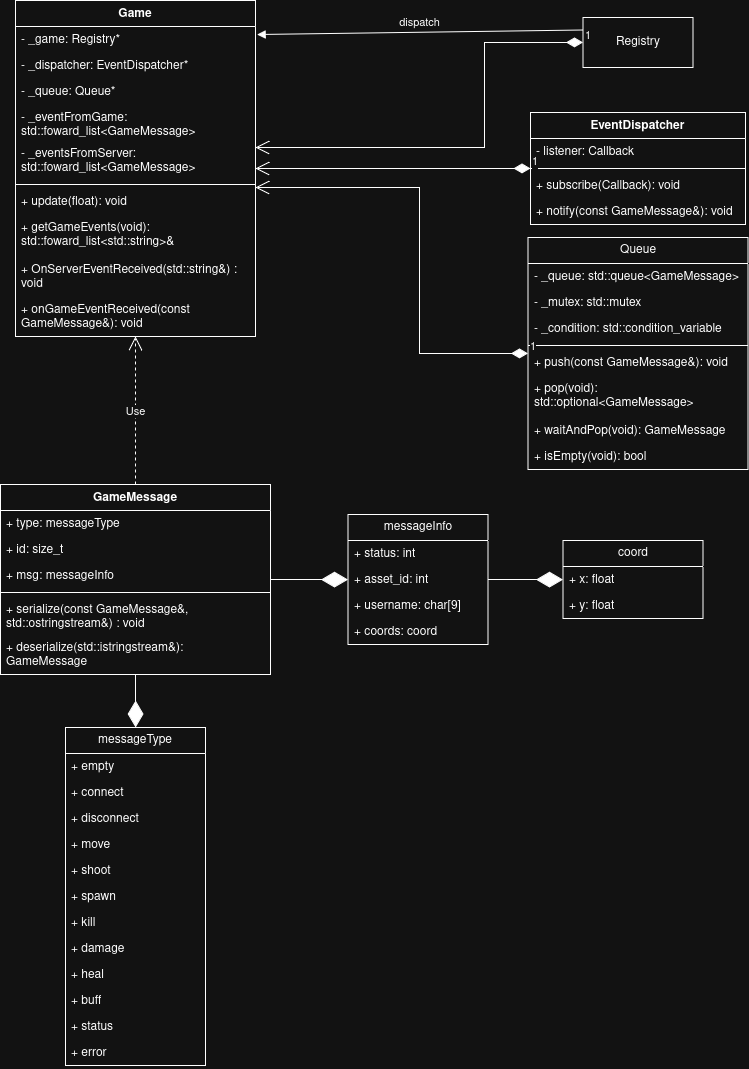 Game
- _game: Registry*
- _dispatcher: EventDispatcher*
- _queue: Queue*
- _eventFromGame:
std::foward_list<GameMessage>
- _eventsFromServer:
std::foward_list<GameMessage>
+ update(float): void
+ getGameEvents(void):
std::foward_list<std::string>&
+ OnServerEventReceived(std::string&) :
void
+ onGameEventReceived(const
GameMessage&): void
dispatch
1
Registry
EventDispatcher
- listener: Callback
1
+ subscribe(Callback): void
+ notify(const GameMessage&): void
Queue
- _queue: std::queue<GameMessage>
- _mutex: std::mutex
- _condition: std::condition_variable
1
+ push(const GameMessage&): void
+ pop(void):
std::optional<GameMessage>
+ waitAndPop(void): GameMessage
+ isEmpty(void): bool
Use
GameMessage
+ type: messageType
+ id: size_t
+ msg: messageInfo
+ serialize(const GameMessage&,
std::ostringstream&) : void
+ deserialize(std::istringstream&):
GameMessage
messageInfo
+ status: int
+ asset_id: int
+ username: char[9]
+ coords: coord
coord
+ x: float
+ y: float
messageType
+ empty
+ connect
+ disconnect
+ move
+ shoot
+ spawn
+ kill
+ damage
+ heal
+ buff
+ status
+ error